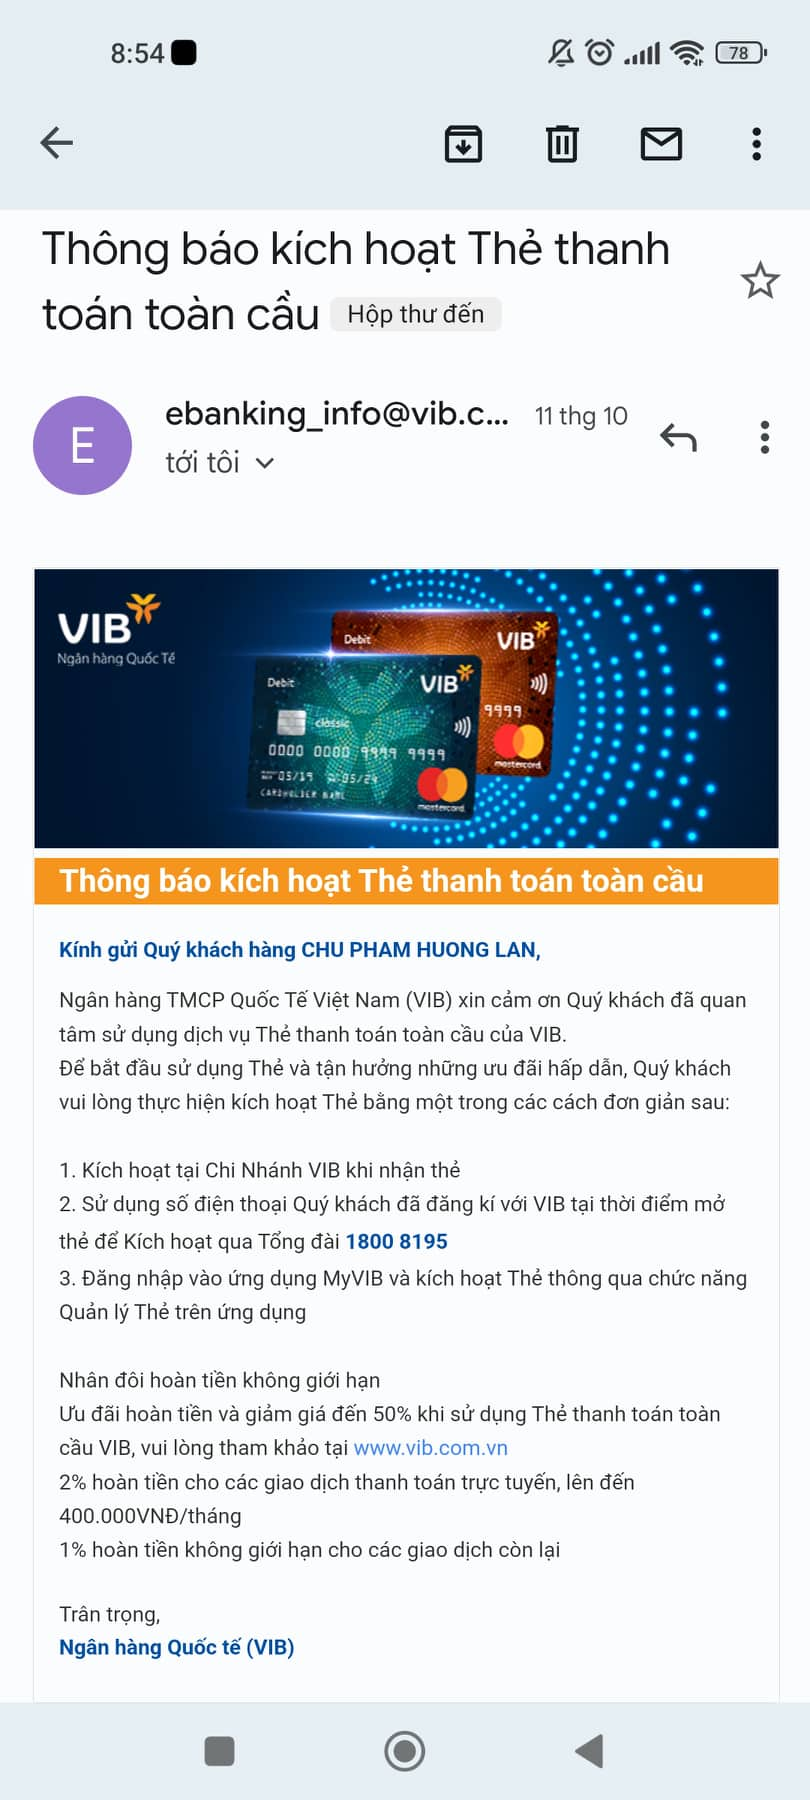 8:54
78
Thông báo kích hoạt Thẻ thanh
toán toàn cầu Hộp thư đến
E
ebanking_info@vib.c... 11 thg 10
tới tôi
VIB
Ngân hàng Quốc Tế
Debit
VIB
9999
mastercard
Debit
VIB
classic
0000 0000 9999 9999
05/19 05/24
CARDHOLDER NAME
mastercard
Thông báo kích hoạt Thẻ thanh toán toàn cầu
Kính gửi Quý khách hàng CHU PHAM HUONG LAN,
Ngân hàng TMCP Quốc Tế Việt Nam (VIB) xin cảm ơn Quý khách đã quan
tâm sử dụng dịch vụ Thẻ thanh toán toàn cầu của VIB.
Để bắt đầu sử dụng Thẻ và tận hưởng những ưu đãi hấp dẫn, Quý khách
vui lòng thực hiện kích hoạt Thẻ bằng một trong các cách đơn giản sau:
1. Kích hoạt tại Chi Nhánh VIB khi nhận thẻ
2. Sử dụng số điện thoại Quý khách đã đăng kí với VIB tại thời điểm mở
thẻ để Kích hoạt qua Tổng đài 1800 8195
3. Đăng nhập vào ứng dụng MyVIB và kích hoạt Thẻ thông qua chức năng
Quản lý Thẻ trên ứng dụng
Nhân đôi hoàn tiền không giới hạn
Ưu đãi hoàn tiền và giảm giá đến 50% khi sử dụng Thẻ thanh toán toàn
cầu VIB, vui lòng tham khảo tại www.vib.com.vn
2% hoàn tiền cho các giao dịch thanh toán trực tuyến, lên đến
400.000VNĐ/tháng
1% hoàn tiền không giới hạn cho các giao dịch còn lại
Trân trọng,
Ngân hàng Quốc tế (VIB)